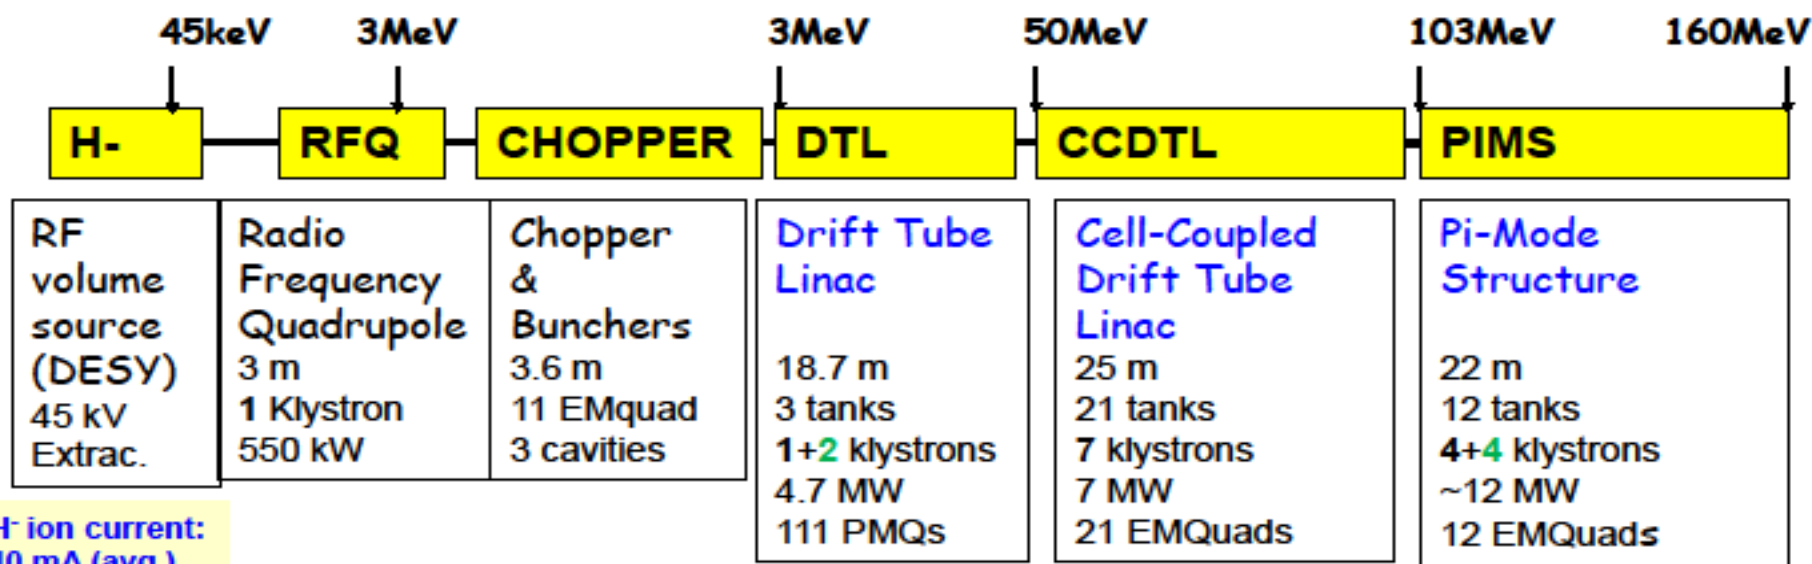 45keV 3MeV 3MeV 50MeV 103MeV 160MeV
H- RFQ CHOPPER DTL CCDTL PIMS
RF
volume
source
(DESY)
45 kV
Extrac.
Radio
Frequency
Quadrupole
3 m
1 Klystron
550 kW
Chopper
&
Bunchers
3.6 m
11 EMquad
3 cavities
Drift Tube
Linac
18.7 m
3 tanks
1+2 klystrons
4.7 MW
111 PMQs
Cell-Coupled
Drift Tube
Linac
25 m
21 tanks
7 klystrons
7 MW
21 EMQuads
Pi-Mode
Structure
22 m
12 tanks
4+4 klystrons
~12 MW
12 EMQuads
H- ion current:
mA (avg.)